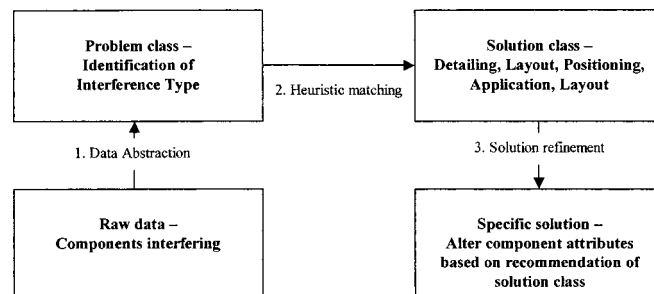 Problem class –
Identification of
Interference Type
2. Heuristic matching
Solution class –
Detailing, Layout, Positioning,
Application, Layout
1. Data Abstraction
3. Solution refinement
Raw data –
Components interfering
Specific solution –
Alter component attributes
based on recommendation of
solution class